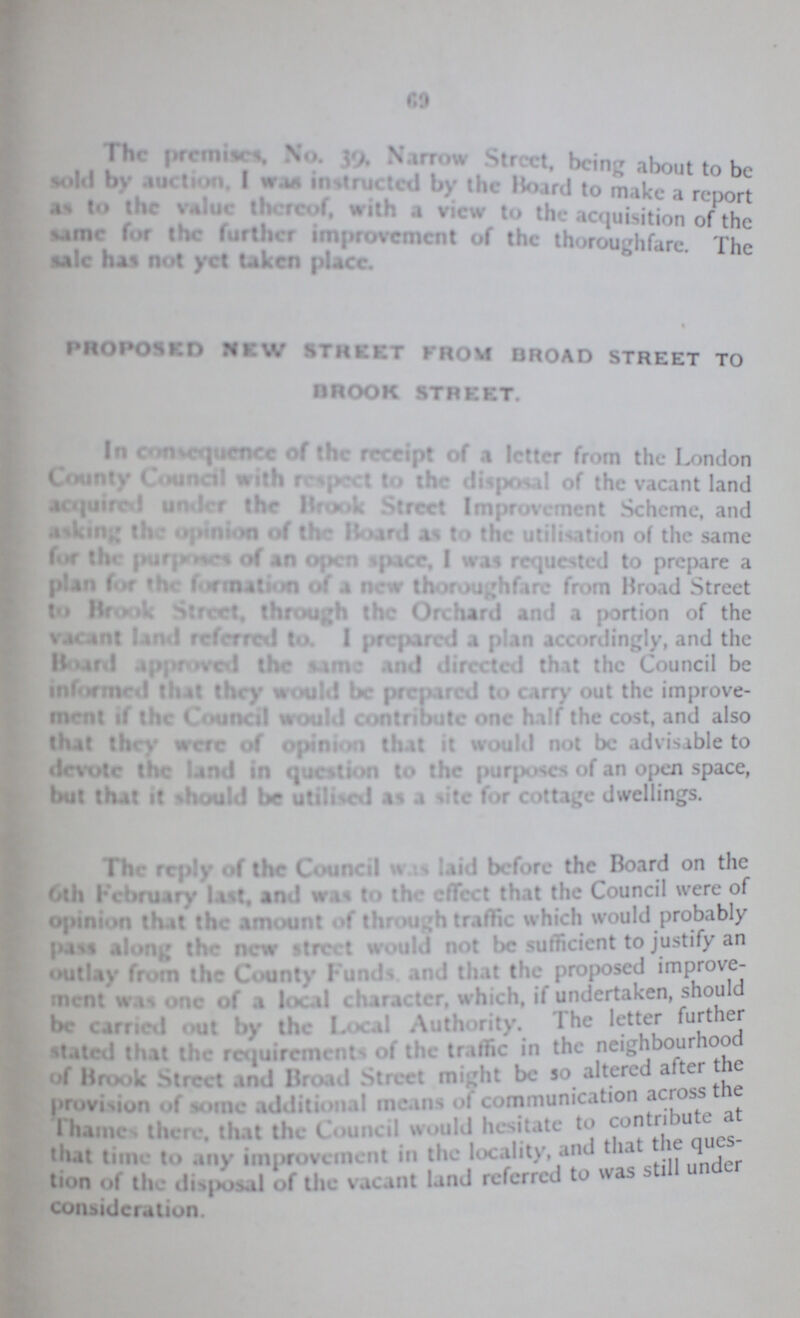 69
The premises, No. 39, Narrow Street, being about to be
sold by auction, I was instructed by the Board to make a report
as to the value thereof, with a view to the acquisition of the
same for the further improvement of the thoroughfare. The
sale has not yet taken place.
PROPOSED NEW STREET FROM BROAD STREET TO
BROOK STREET.
In consequence of the receipt of a letter from the London
County Council with respect to the disposal of the vacant land
acquired under the Brook Street Improvement Scheme, and
asking the opinion of the Board as to the utilisation of the same
for the purposes of an open space, I was requested to prepare a
plan for the formation of a new thoroughfare from Broad Street
to Brook Street, through the Orchard and a portion of the
vacant land referred to. I prepared a plan accordingly, and the
Board approved the same and directed that the Council be
informed that they would be prepared to carry out the improve-
ment if the Council would contribute one half the cost, and also
that they were of opinion that it would not be advisable to
devote the land in question to the purposes of an open space,
but that it should be utilised as a site for cottage dwellings.
The reply of the Council was laid before the Board on the
6th February last, and was to the effect that the Council were of
opinion that the amount of through traffic which would probably
pass along the new street would not be sufficient to justify an
outlay from the County Funds and that the proposed improve-
ment was one of a local character, which, if undertaken, should
be carried out by the Local Authority. The letter further
stated that the requirements of the traffic in the neighbourhood
of Brook Street and Broad Street might be so altered after the
provision of some additional means of communication across the
Thames there, that the Council would hesitate to contribute at
that time to any improvement in the locality, and that the ques-
tion of the disposal of the vacant land referred to was still under
consideration.